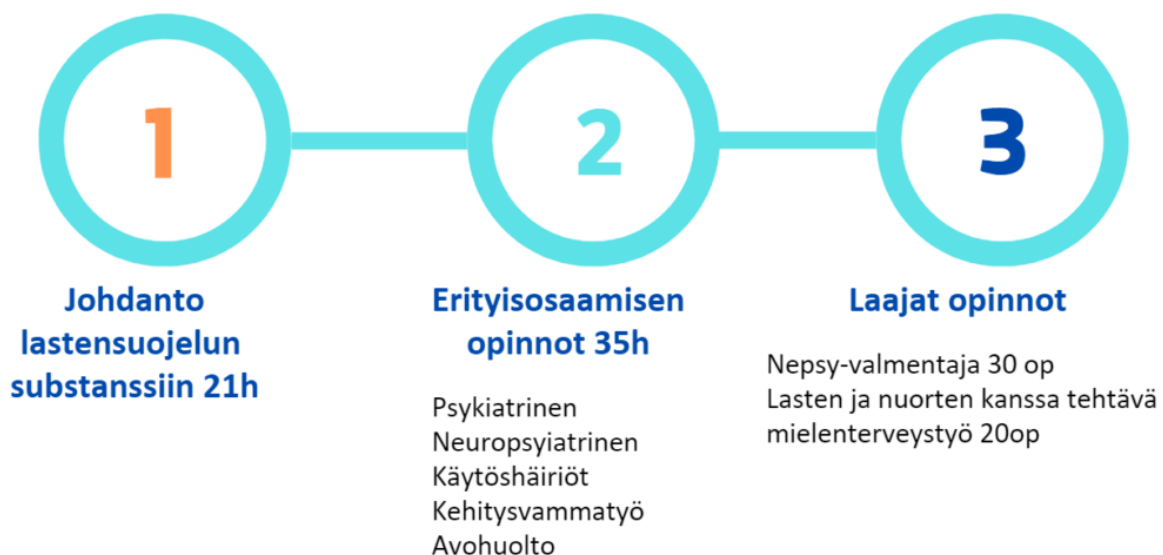 1
Johdanto
lastensuojelun
substanssiin 21h
2
Erityisosaamisen
opinnot 35h
Psykiatrinen
Neuropsyiatrinen
Käytöshäiriöt
Kehitysvammatyö
Avohuolto
3
Laajat opinnot
Nepsy-valmentaja 30 op
Lasten ja nuorten kanssa tehtävä
mielenterveystyö 20op